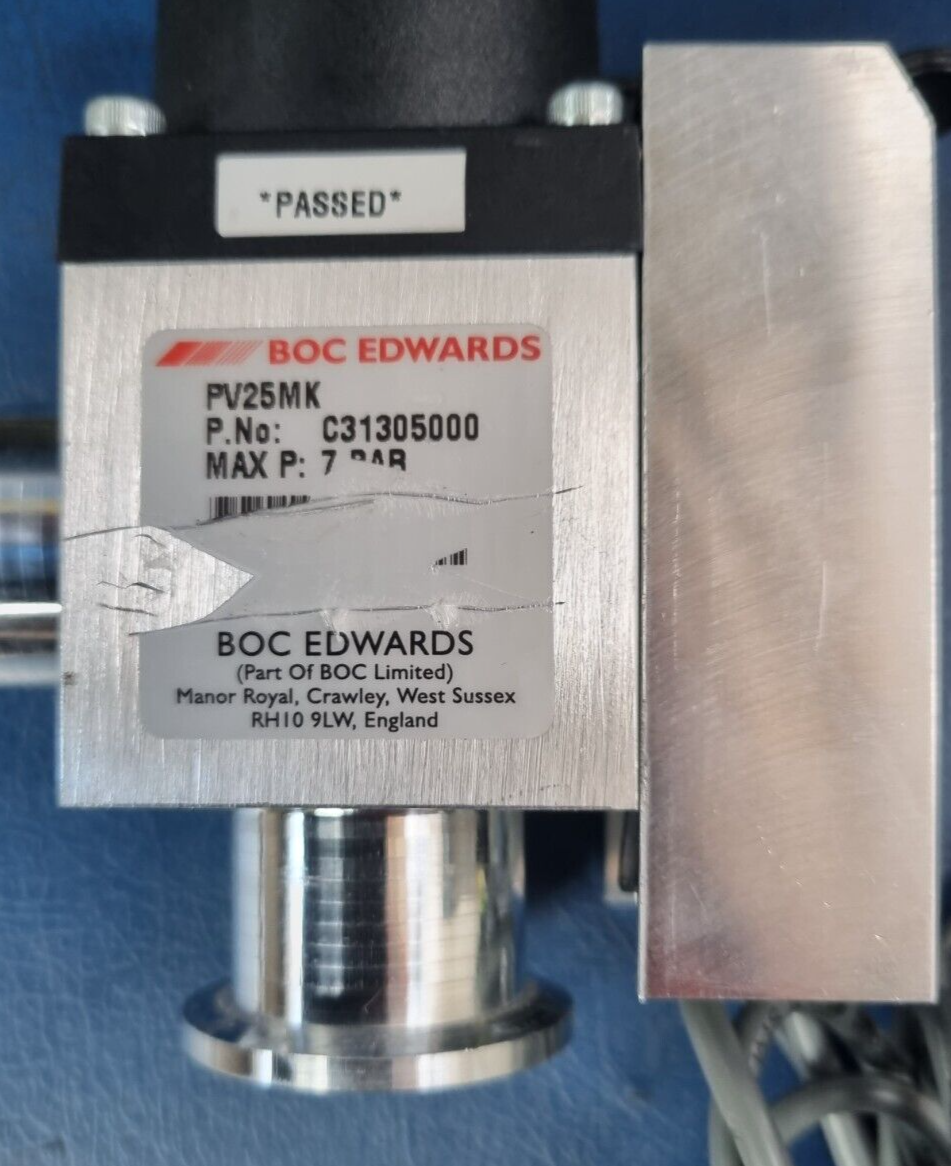 *PASSED*
BOC EDWARDS
PV25MK
P.No: C31305000
MAX P: 7 BAR
BOC EDWARDS
(Part Of BOC Limited)
Manor Royal, Crawley, West Sussex
RH10 9LW, England